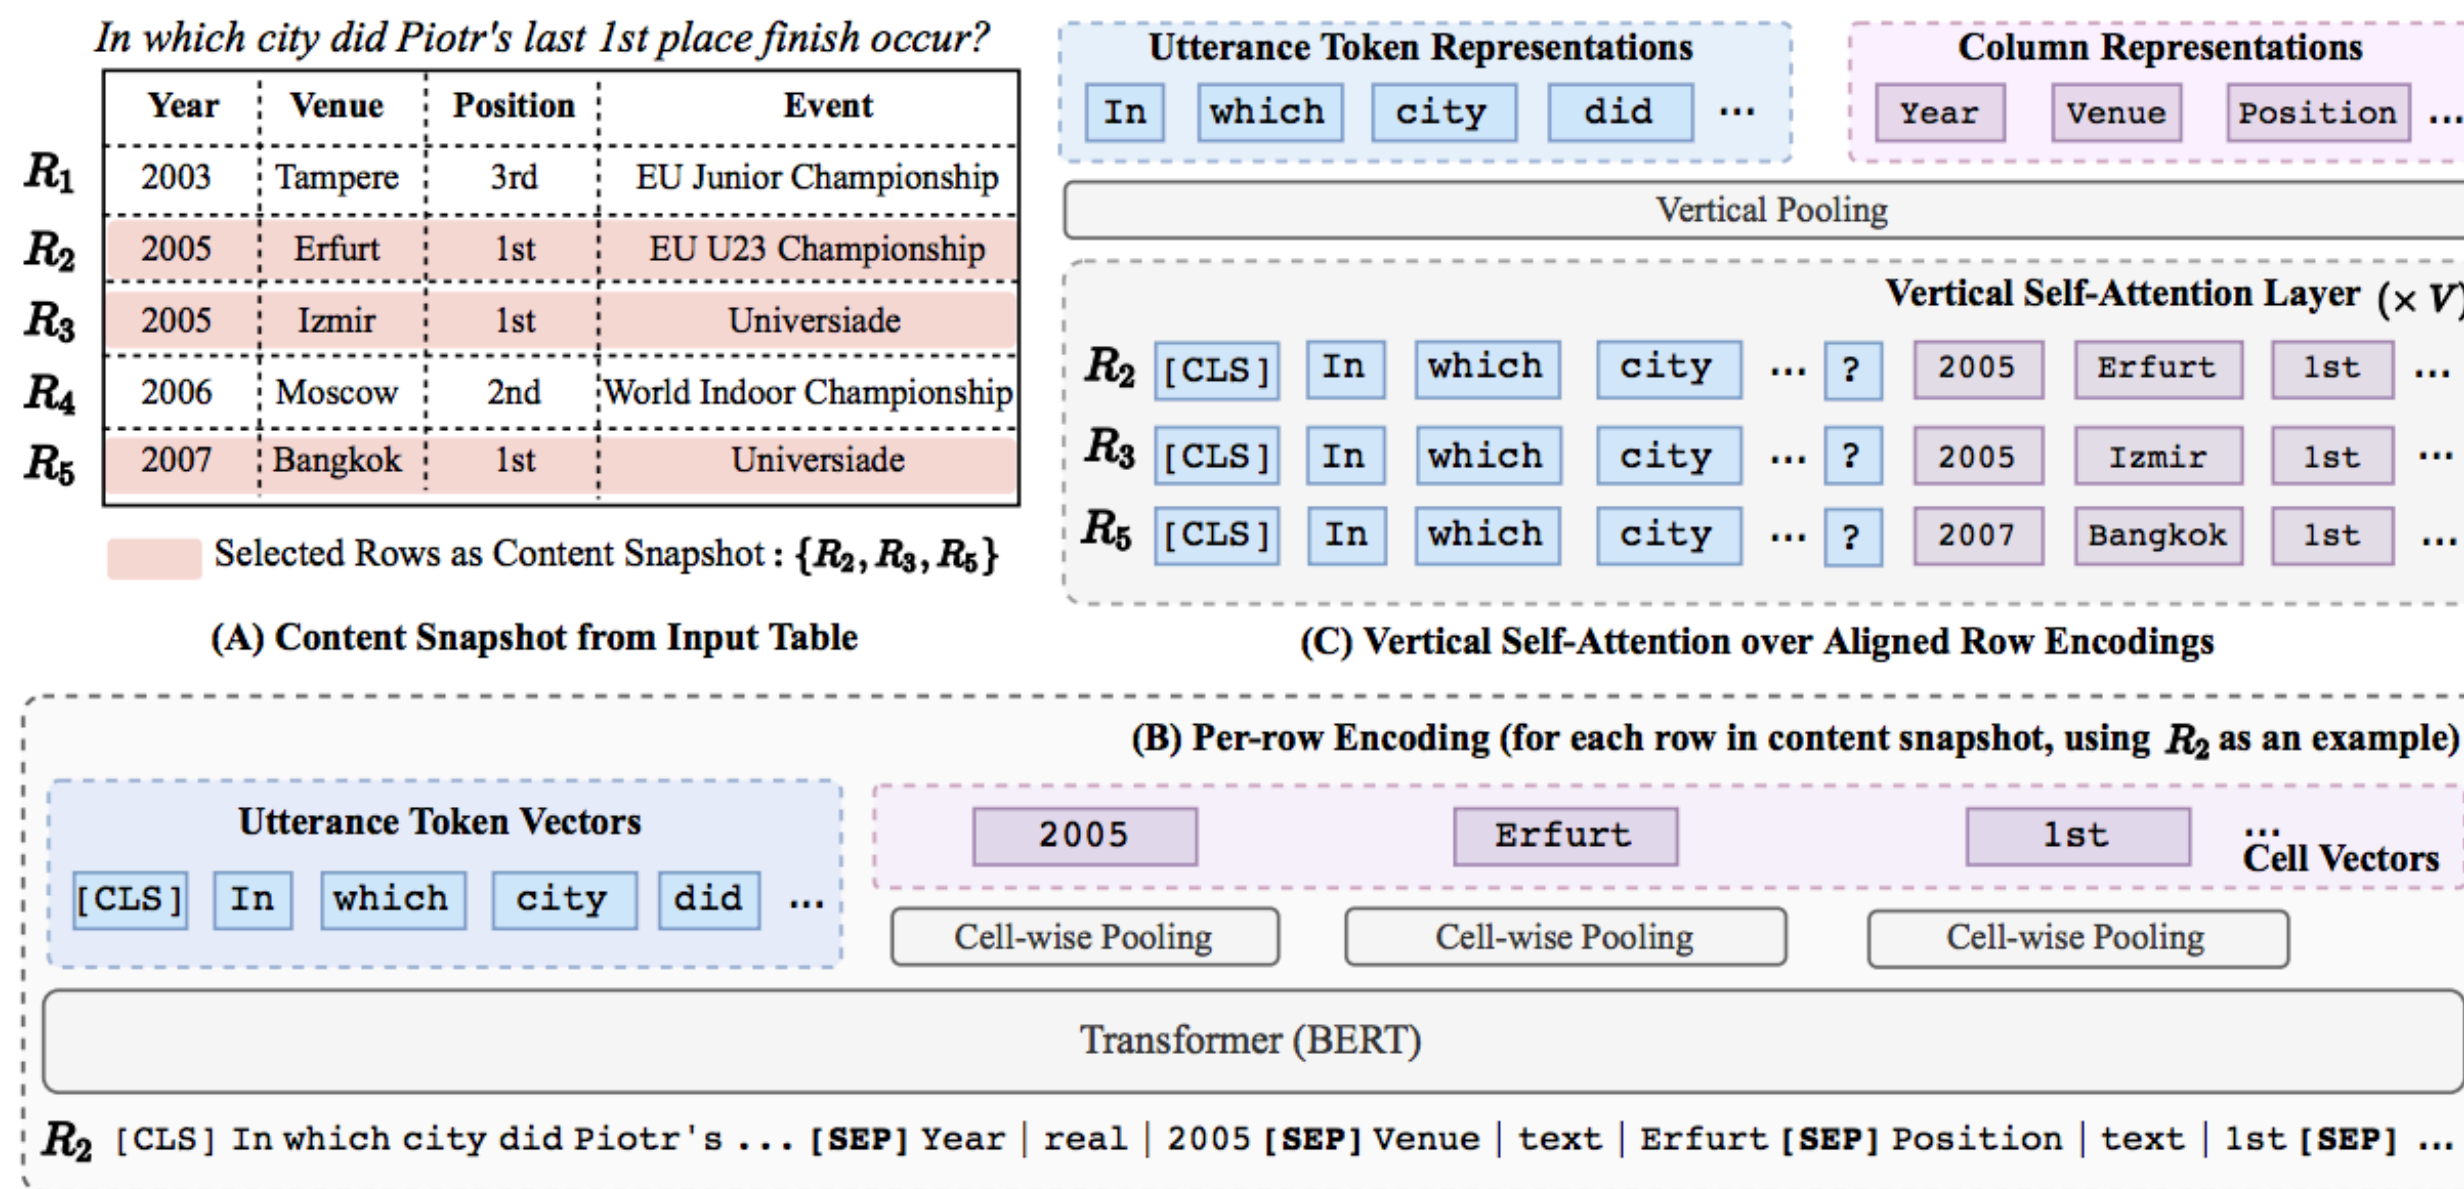 In which city did Piotr's last 1st place finish occur?
Year Venue Position Event
R1 2003 Tampere 3rd EU Junior Championship
R2 2005 Erfurt 1st EU U23 Championship
R3 2005 Izmir 1st Universiade
R4 2006 Moscow 2nd World Indoor Championship
R5 2007 Bangkok 1st Universiade
Selected Rows as Content Snapshot : {R2, R3, R5}
(A) Content Snapshot from Input Table
Utterance Token Representations
In which city did ...
Column Representations
Year Venue Position ...
Vertical Pooling
Vertical Self-Attention Layer (× V)
R2 [CLS] In which city ... ? 2005 Erfurt 1st ...
R3 [CLS] In which city ... ? 2005 Izmir 1st ...
R5 [CLS] In which city ... ? 2007 Bangkok 1st ...
(C) Vertical Self-Attention over Aligned Row Encodings
(B) Per-row Encoding (for each row in content snapshot, using R2 as an example)
Utterance Token Vectors
[CLS] In which city did ...
2005 Erfurt 1st ...
Cell Vectors
Cell-wise Pooling Cell-wise Pooling Cell-wise Pooling
Transformer (BERT)
R2 [CLS] In which city did Piotr's ... [SEP] Year | real | 2005 [SEP] Venue | text | Erfurt [SEP] Position | text | 1st [SEP] ...